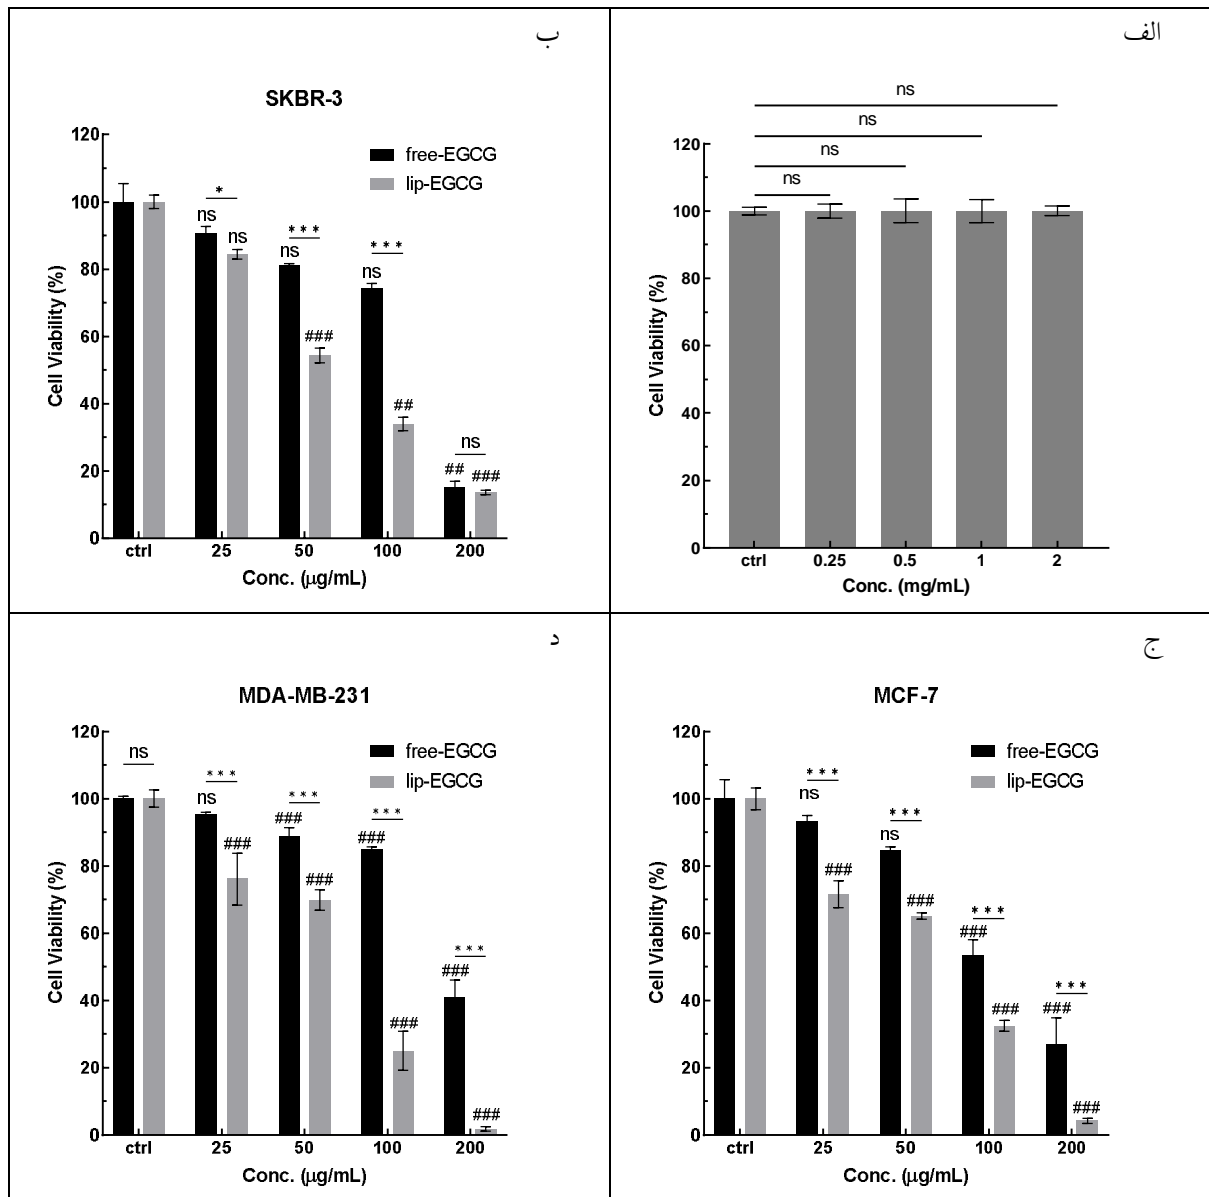 الف
ns
ns
ns
ns
120
100
80
60
40
20
0
Cell Viability (%)
ctrl 0.25 0.5 1 2
Conc. (mg/mL)
ب
SKBR-3
free-EGCG
lip-EGCG
120
100
80
60
40
20
0
Cell Viability (%)
*
ns
ns
***
ns
###
***
ns
##
ns
##
###
ctrl 25 50 100 200
Conc. (µg/mL)
ج
MCF-7
free-EGCG
lip-EGCG
120
100
80
60
40
20
0
Cell Viability (%)
***
ns
###
***
ns
###
***
###
###
***
###
###
ctrl 25 50 100 200
Conc. (µg/mL)
د
MDA-MB-231
free-EGCG
lip-EGCG
120
100
80
60
40
20
0
Cell Viability (%)
ns
***
ns
###
***
###
###
***
###
###
***
###
###
ctrl 25 50 100 200
Conc. (µg/mL)